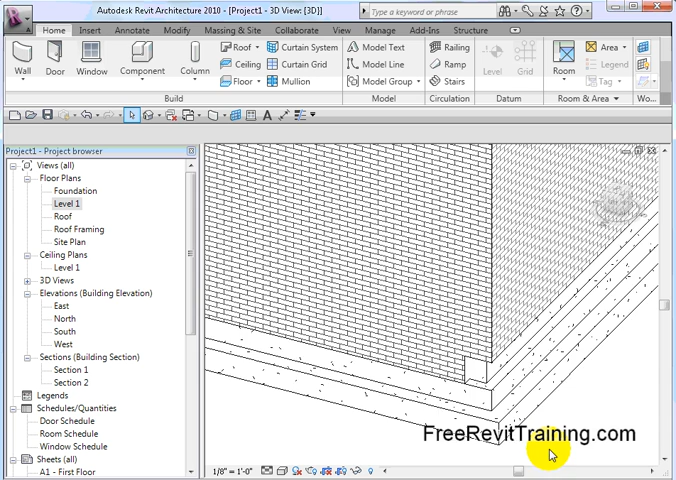 Autodesk Revit Architecture 2010 - [Project1 - 3D View: {3D}]
Type a keyword or phrase
Home Insert Annotate Modify Massing & Site Collaborate View Manage Add-Ins Structure
Wall Door Window Component Column
Roof Ceiling Floor
Curtain System Curtain Grid Mullion
Build
Model Text Model Line Model Group
Model
Railing Ramp Stairs
Circulation
Level Grid
Datum
Room Area Legend Tag
Room & Area
Wo...
Project1 - Project browser
Views (all)
Floor Plans
Foundation
Level 1
Roof
Roof Framing
Site Plan
Ceiling Plans
Level 1
3D Views
Elevations (Building Elevation)
East
North
South
West
Sections (Building Section)
Section 1
Section 2
Legends
Schedules/Quantities
Door Schedule
Room Schedule
Window Schedule
Sheets (all)
A1 - First Floor
FreeRevitTraining.com
1/8" = 1'-0"